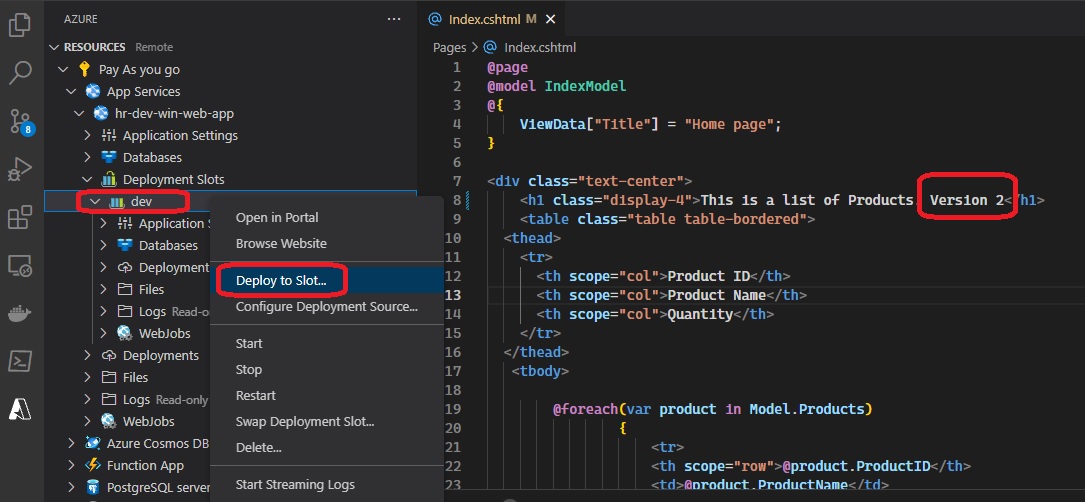 AZURE
···
RESOURCES Remote
Pay As you go
App Services
hr-dev-win-web-app
Application Settings
Databases
Deployment Slots
dev
Application S
Databases
Deployment
Files
Logs Read-o
WebJobs
Deployments
Files
Logs Read-only
WebJobs
Azure Cosmos DB
Function App
PostgreSQL server
8
Open in Portal
Browse Website
Deploy to Slot...
Configure Deployment Source...
Start
Stop
Restart
Swap Deployment Slot...
Delete...
Start Streaming Logs
Index.cshtml M
Pages > Index.cshtml
1 @page
2 @model IndexModel
3 @{
4 ViewData["Title"] = "Home page";
5 }
6
7 <div class="text-center">
8 <h1 class="display-4">This is a list of Products. Version 2</h1>
9 <table class="table table-bordered">
10 <thead>
11 <tr>
12 <th scope="col">Product ID</th>
13 <th scope="col">Product Name</th>
14 <th scope="col">Quantity</th>
15 </tr>
16 </thead>
17 <tbody>
18
19 @foreach(var product in Model.Products)
20 {
21 <tr>
22 <th scope="row">@product.ProductID</th>
23 <td>@product.ProductName</td>